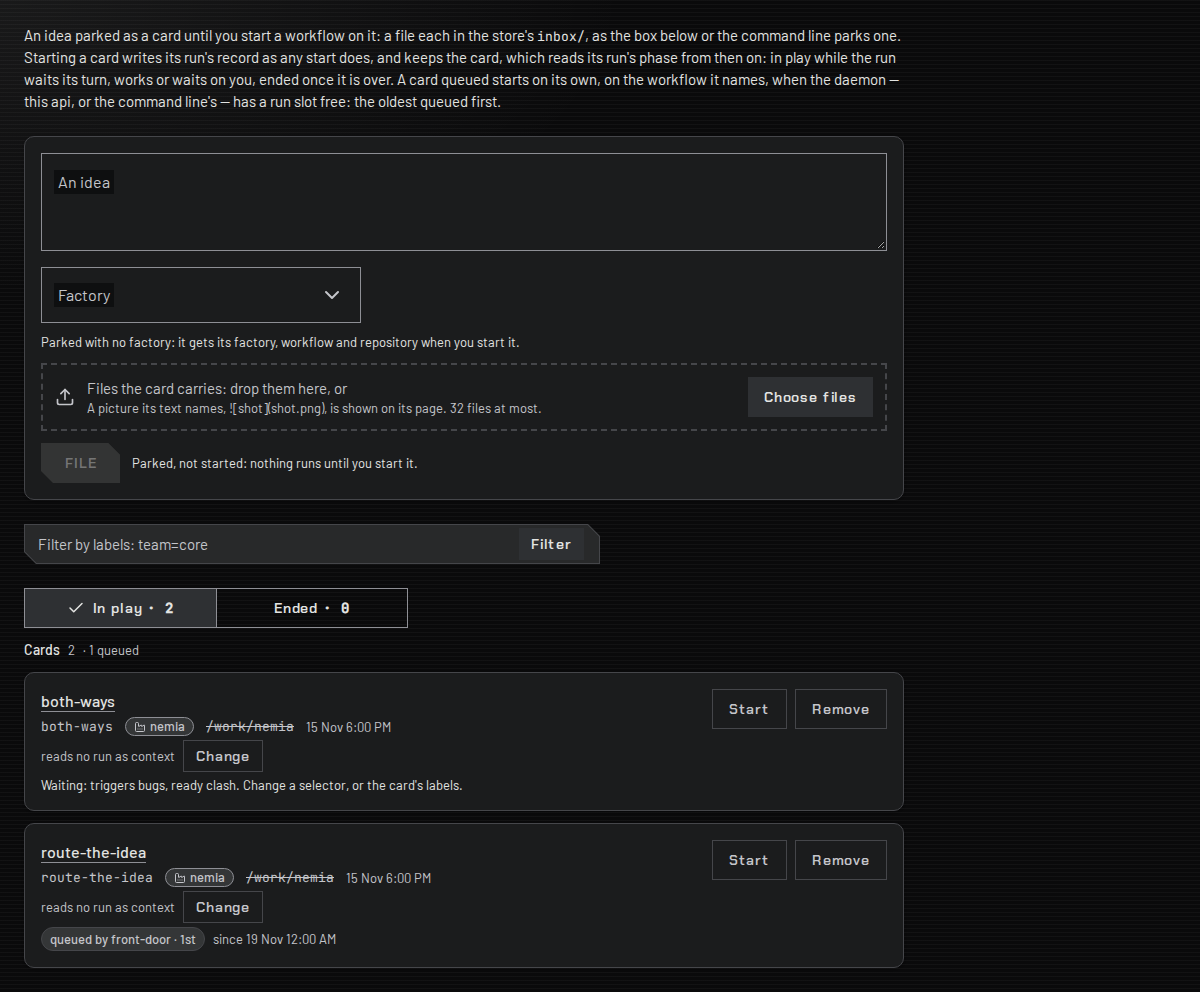 An idea parked as a card until you start a workflow on it: a file each in the store's inbox/, as the box below or the command line parks one.
Starting a card writes its run's record as any start does, and keeps the card, which reads its run's phase from then on: in play while the run
waits its turn, works or waits on you, ended once it is over. A card queued starts on its own, on the workflow it names, when the daemon —
this api, or the command line's — has a run slot free: the oldest queued first.
An idea
Factory
Parked with no factory: it gets its factory, workflow and repository when you start it.
Files the card carries: drop them here, or
A picture its text names, ![shot](shot.png), is shown on its page. 32 files at most.
Choose files
FILE Parked, not started: nothing runs until you start it.
Filter by labels: team=core Filter
In play · 2 Ended · 0
Cards 2 · 1 queued
both-ways Start Remove
both-ways nemla /work/nemia 15 Nov 6:00 PM
reads no run as context Change
Waiting: triggers bugs, ready clash. Change a selector, or the card's labels.
route-the-idea Start Remove
route-the-idea nemla /work/nemia 15 Nov 6:00 PM
reads no run as context Change
queued by front-door · 1st since 19 Nov 12:00 AM